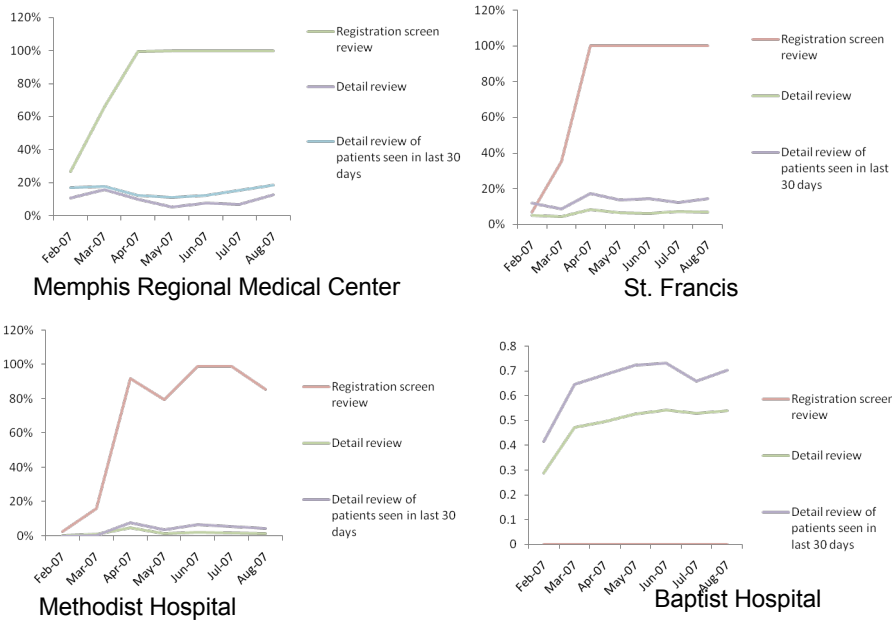 120%
100%
80%
60%
40%
20%
0%
Feb-07
Mar-07
Apr-07
May-07
Jun-07
Jul-07
Aug-07
Registration screen
review
Detail review
Detail review of
patients seen in last 30
days
Memphis Regional Medical Center
120%
100%
80%
60%
40%
20%
0%
Feb-07
Mar-07
Apr-07
May-07
Jun-07
Jul-07
Aug-07
Registration screen
review
Detail review
Detail review of
patients seen in last 30
days
St. Francis
120%
100%
80%
60%
40%
20%
0%
Feb-07
Mar-07
Apr-07
May-07
Jun-07
Jul-07
Aug-07
Registration screen
review
Detail review
Detail review of
patients seen in last 30
days
Methodist Hospital
0.8
0.7
0.6
0.5
0.4
0.3
0.2
0.1
0
Feb-07
Mar-07
Apr-07
May-07
Jun-07
Jul-07
Aug-07
Registration screen
review
Detail review
Detail review of
patients seen in
last 30 days
Baptist Hospital